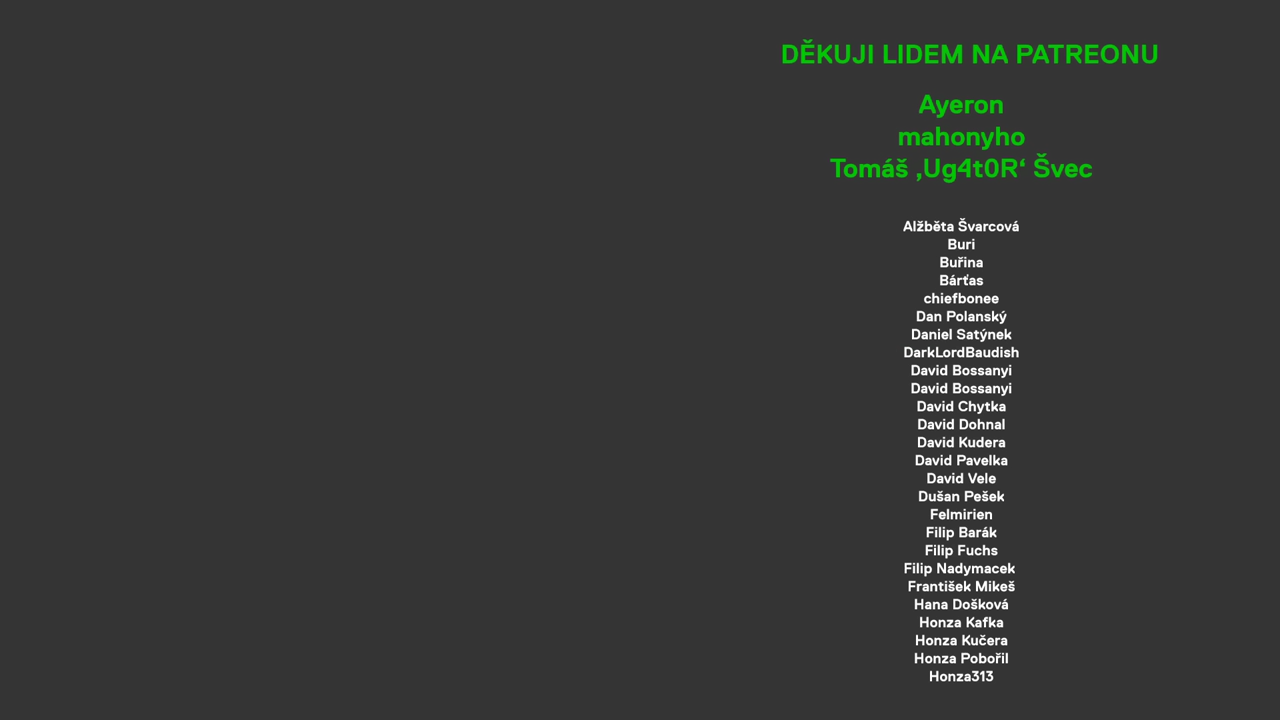 DĚKUJI LIDEM NA PATREONU
Ayeron
mahonyho
Tomáš ‚Ug4t0R‘ Švec
Alžběta Švarcová
Buri
Buřina
Bárťas
chiefbonee
Dan Polanský
Daniel Satýnek
DarkLordBaudish
David Bossanyi
David Bossanyi
David Chytka
David Dohnal
David Kudera
David Pavelka
David Vele
Dušan Pešek
Felmirien
Filip Barák
Filip Fuchs
Filip Nadymacek
František Mikeš
Hana Došková
Honza Kafka
Honza Kučera
Honza Pobořil
Honza313